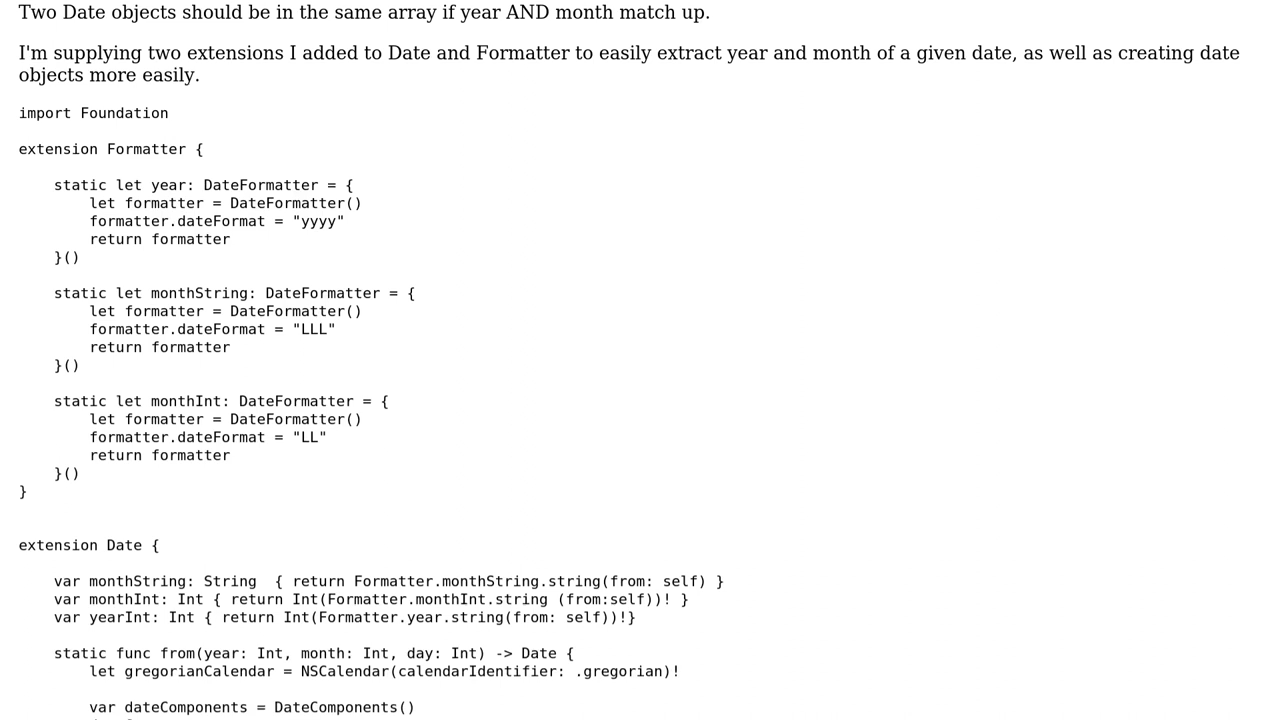 Two Date objects should be in the same array if year AND month match up.
I'm supplying two extensions I added to Date and Formatter to easily extract year and month of a given date, as well as creating date
objects more easily.
import Foundation
extension Formatter {
    static let year: DateFormatter = {
        let formatter = DateFormatter()
        formatter.dateFormat = "yyyy"
        return formatter
    }()
    static let monthString: DateFormatter = {
        let formatter = DateFormatter()
        formatter.dateFormat = "LLL"
        return formatter
    }()
    static let monthInt: DateFormatter = {
        let formatter = DateFormatter()
        formatter.dateFormat = "LL"
        return formatter
    }()
}
extension Date {
    var monthString: String  { return Formatter.monthString.string(from: self) }
    var monthInt: Int { return Int(Formatter.monthInt.string (from:self))! }
    var yearInt: Int { return Int(Formatter.year.string(from: self))!}
    static func from(year: Int, month: Int, day: Int) -> Date {
        let gregorianCalendar = NSCalendar(calendarIdentifier: .gregorian)!
        var dateComponents = DateComponents()